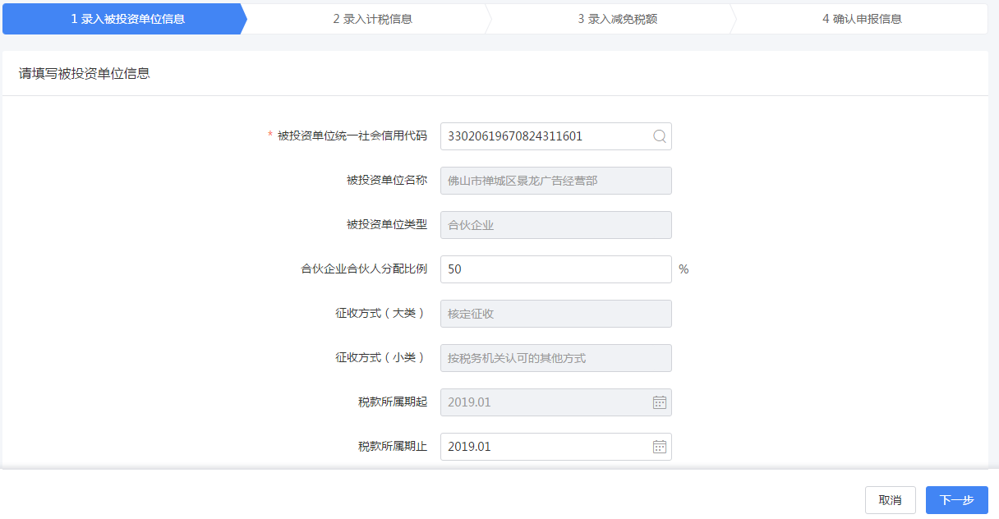 1 录入被投资单位信息
2 录入计税信息
3 录入减免税额
4 确认申报信息
请填写被投资单位信息
* 被投资单位统一社会信用代码 33020619670824311601
被投资单位名称 佛山市禅城区景龙广告经营部
被投资单位类型 合伙企业
合伙企业合伙人分配比例 50 %
征收方式（大类） 核定征收
征收方式（小类） 按税务机关认可的其他方式
税款所属期起 2019.01
税款所属期止 2019.01
取消
下一步